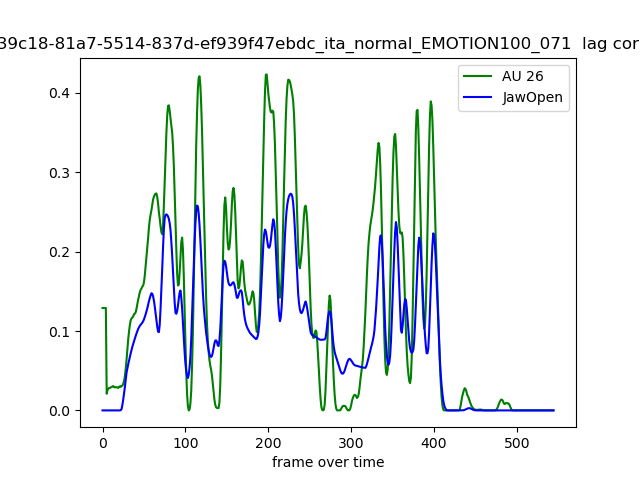 39c18-81a7-5514-837d-ef939f47ebdc_ita_normal_EMOTION100_071  lag cor
AU 26
JawOpen
0.4
0.3
0.2
0.1
0.0
0 100 200 300 400 500
frame over time